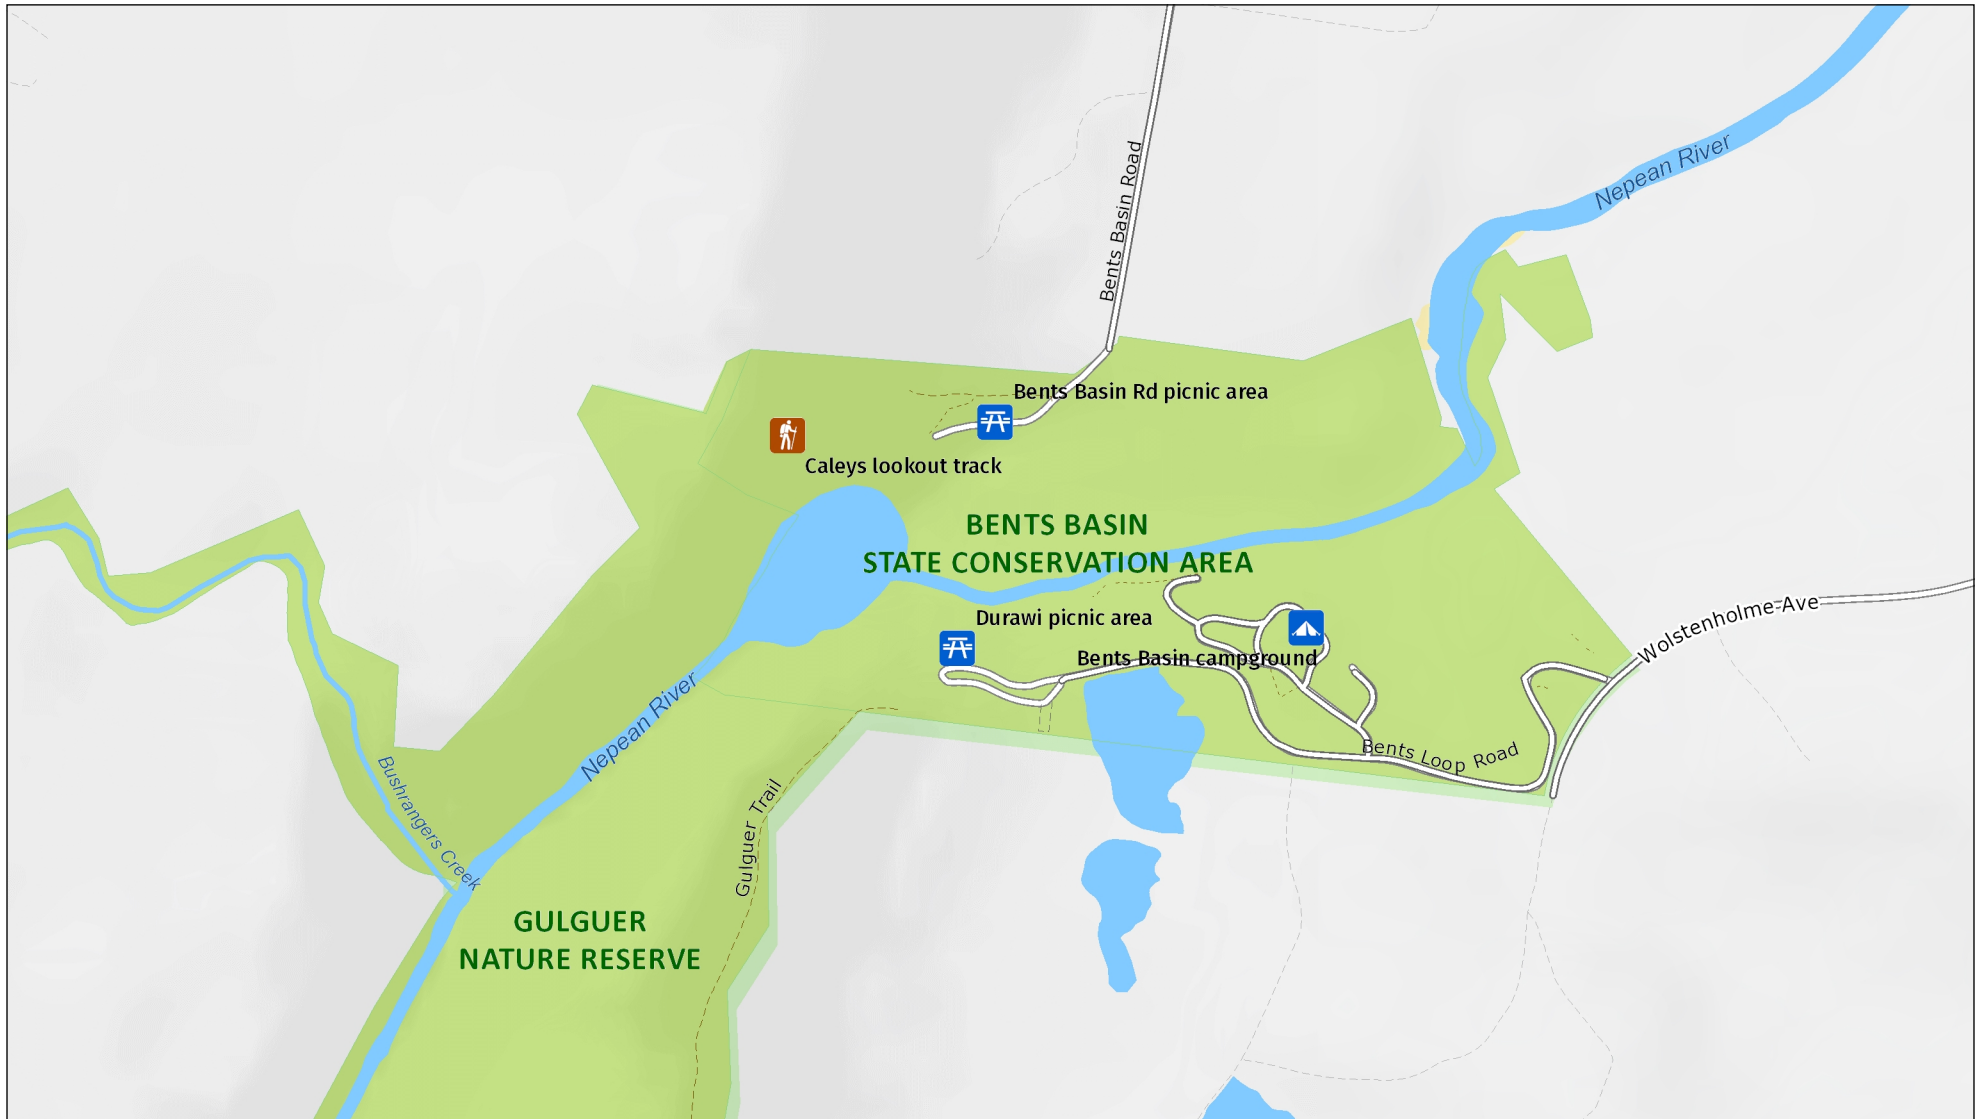 Nepean River
Bents Basin Road
Bents Basin Rd picnic area
Caleys lookout track
BENTS BASIN
STATE CONSERVATION AREA
Durawi picnic area
Bents Basin campground
Wolstenholme Ave
Nepean River
Bents Loop Road
Bushrangers Creek
Gulguer Trail
GULGUER
NATURE RESERVE